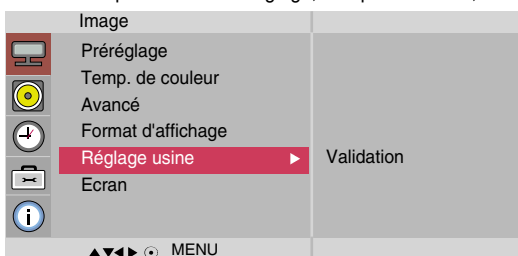 Image
Préréglage
Temp. de couleur
Avancé
Format d'affichage
Réglage usine ▶ Validation
Ecran
▲▼◀▶ ⊙ MENU